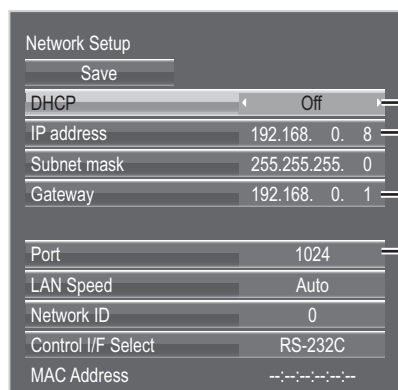 Network Setup
Save
DHCP Off
IP address 192.168. 0. 8
Subnet mask 255.255.255. 0
Gateway 192.168. 0. 1
Port 1024
LAN Speed Auto
Network ID 0
Control I/F Select RS-232C
MAC Address --:--:--:--:--:--